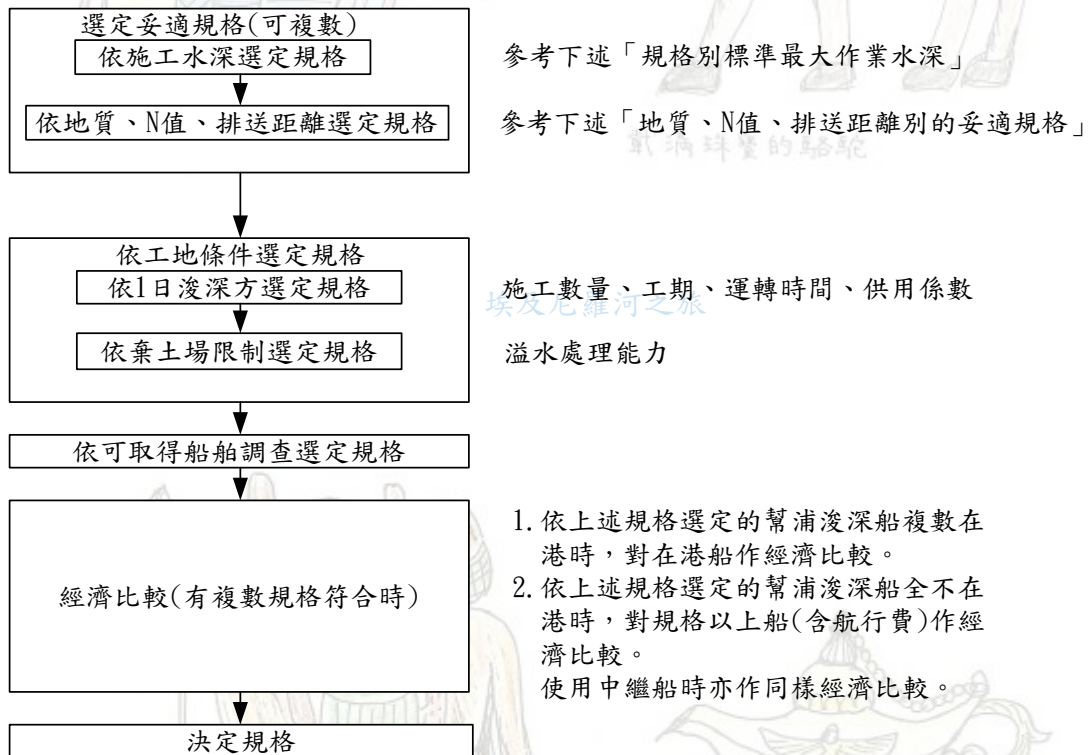 選定妥適規格(可複數)
依施工水深選定規格
參考下述「規格別標準最大作業水深」
依地質、N值、排送距離選定規格
參考下述「地質、N值、排送距離別的妥適規格」
戴滿珠璽的駱駝
依工地條件選定規格
依1日浚深方選定規格
施工數量、工期、運轉時間、供用係數
埃及尼羅河之旅
依棄土場限制選定規格
溢水處理能力
依可取得船舶調查選定規格
經濟比較(有複數規格符合時)
1.依上述規格選定的幫浦浚深船複數在
港時，對在港船作經濟比較。
2.依上述規格選定的幫浦浚深船全不在
港時，對規格以上船(含航行費)作經
濟比較。
使用中繼船時亦作同樣經濟比較。
決定規格